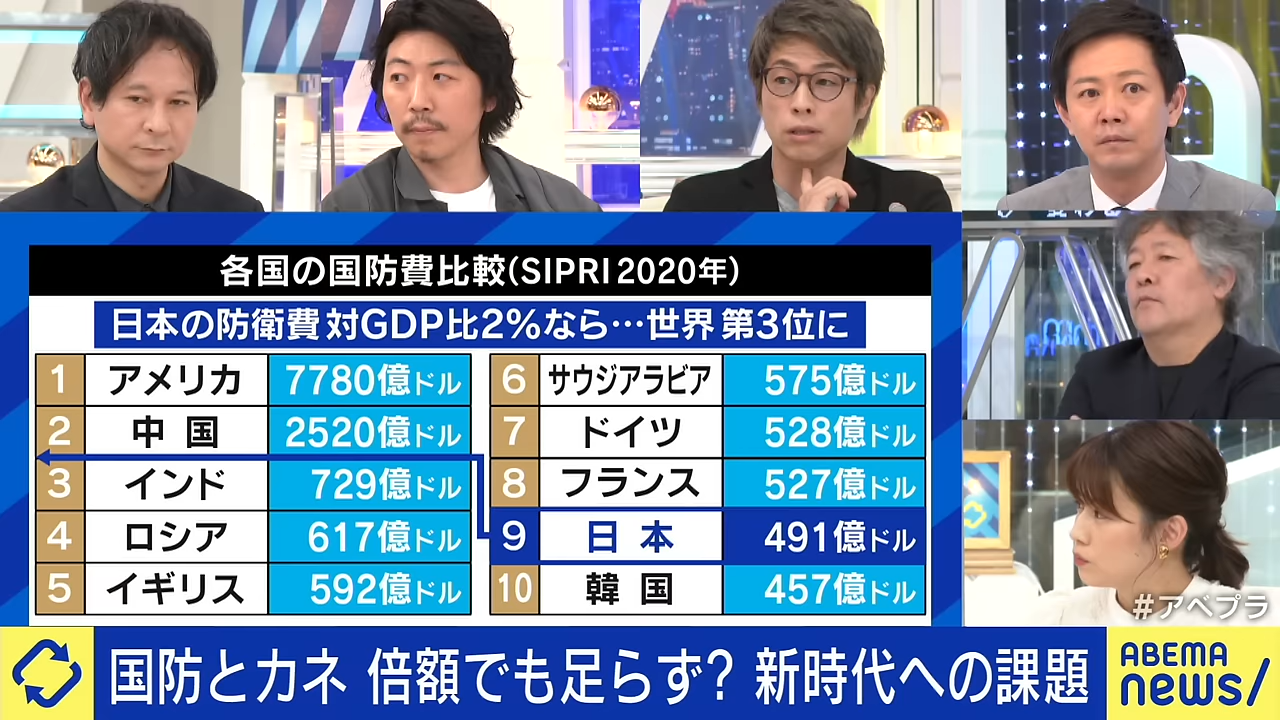 各国の国防費比較(SIPRI 2020年)
日本の防衛費 対GDP比2%なら…世界 第3位に
1 アメリカ 7780億ドル
2 中国 2520億ドル
3 インド 729億ドル
4 ロシア 617億ドル
5 イギリス 592億ドル
6 サウジアラビア 575億ドル
7 ドイツ 528億ドル
8 フランス 527億ドル
9 日本 491億ドル
10 韓国 457億ドル
#アベプラ
国防とカネ 倍額でも足らず? 新時代への課題
ABEMA
news/